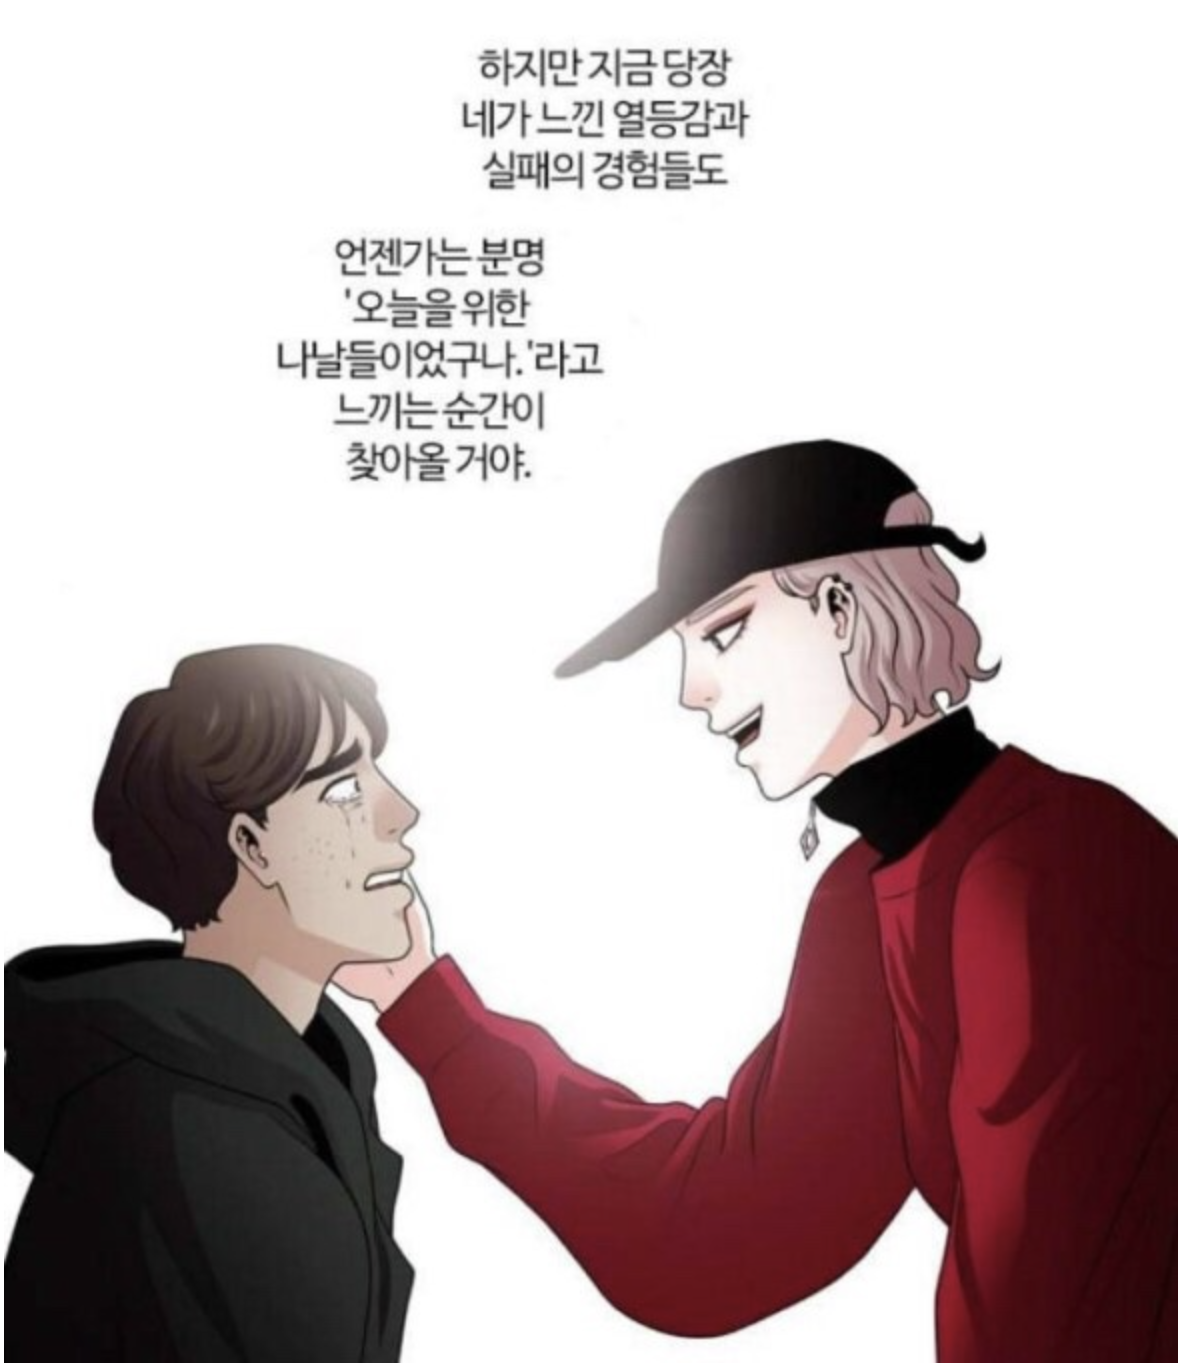 하지만 지금 당장
네가 느낀 열등감과
실패의 경험들도
언젠가는 분명
'오늘을 위한
나날들이었구나.'라고
느끼는 순간이
찾아올 거야.